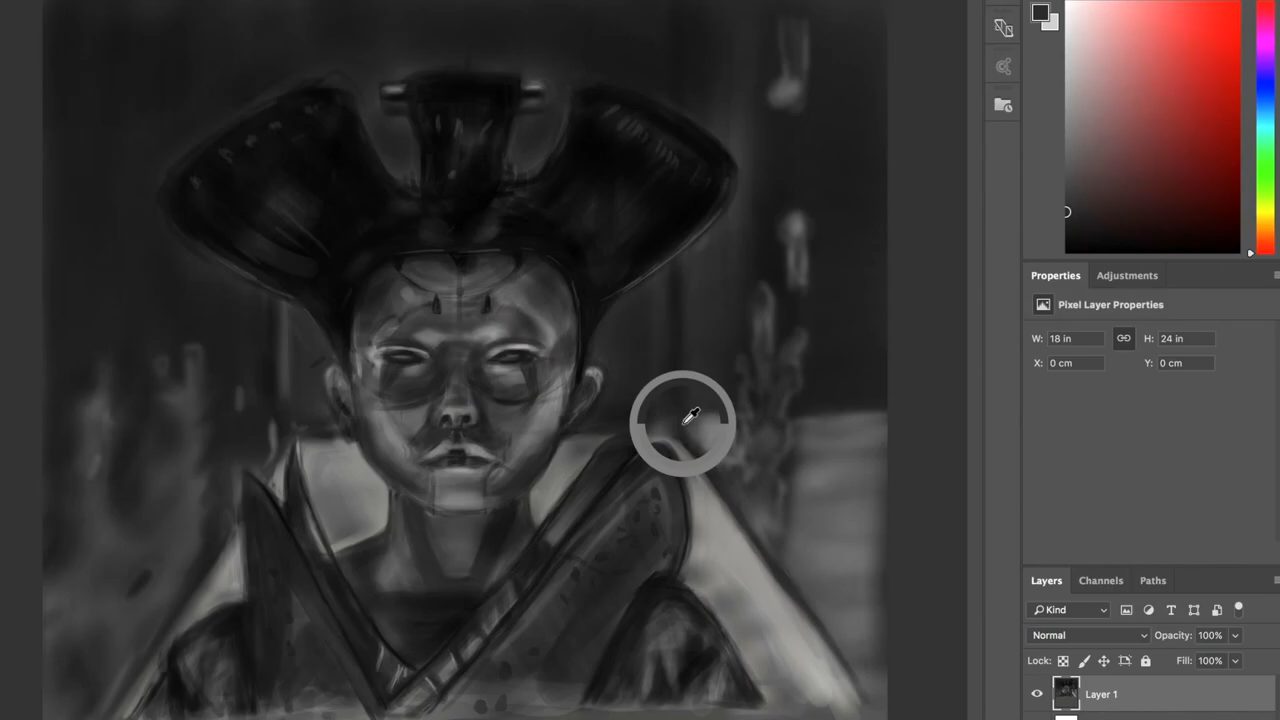 Properties Adjustments
Pixel Layer Properties
W: 18 in H: 24 in
X: 0 cm Y: 0 cm
Layers Channels Paths
Kind
Normal Opacity: 100%
Lock: Fill: 100%
Layer 1